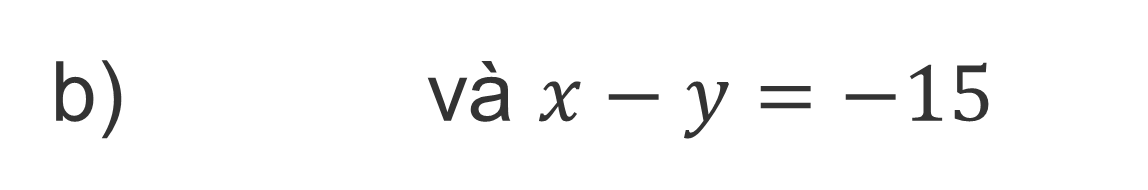 b) và x − y = −15